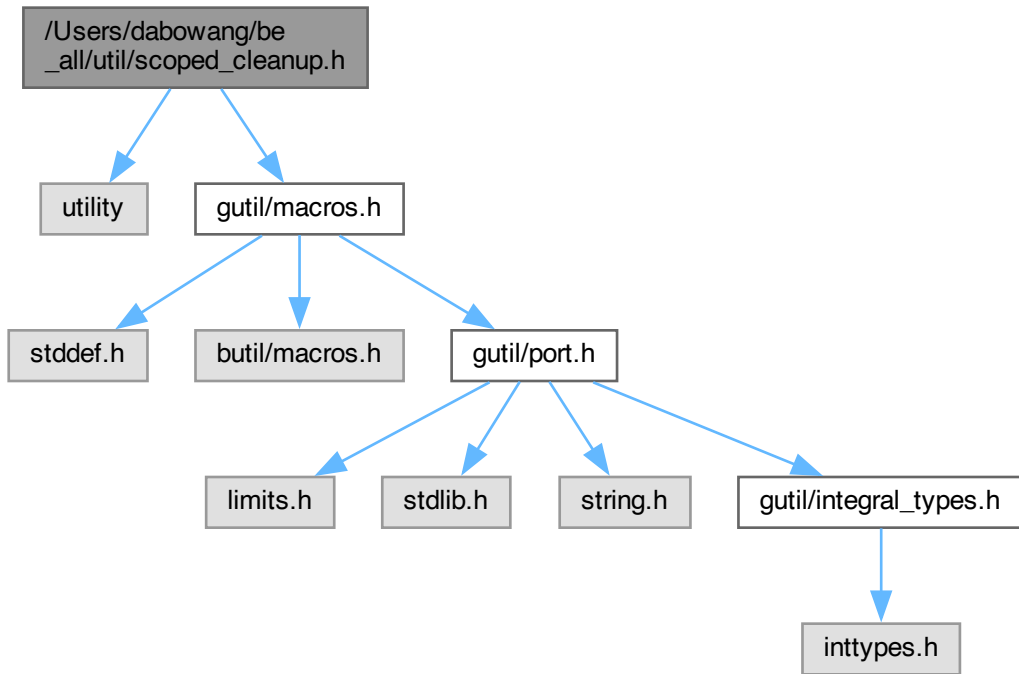 /Users/dabowang/be
_all/util/scoped_cleanup.h
utility
gutil/macros.h
stddef.h
butil/macros.h
gutil/port.h
limits.h
stdlib.h
string.h
gutil/integral_types.h
inttypes.h